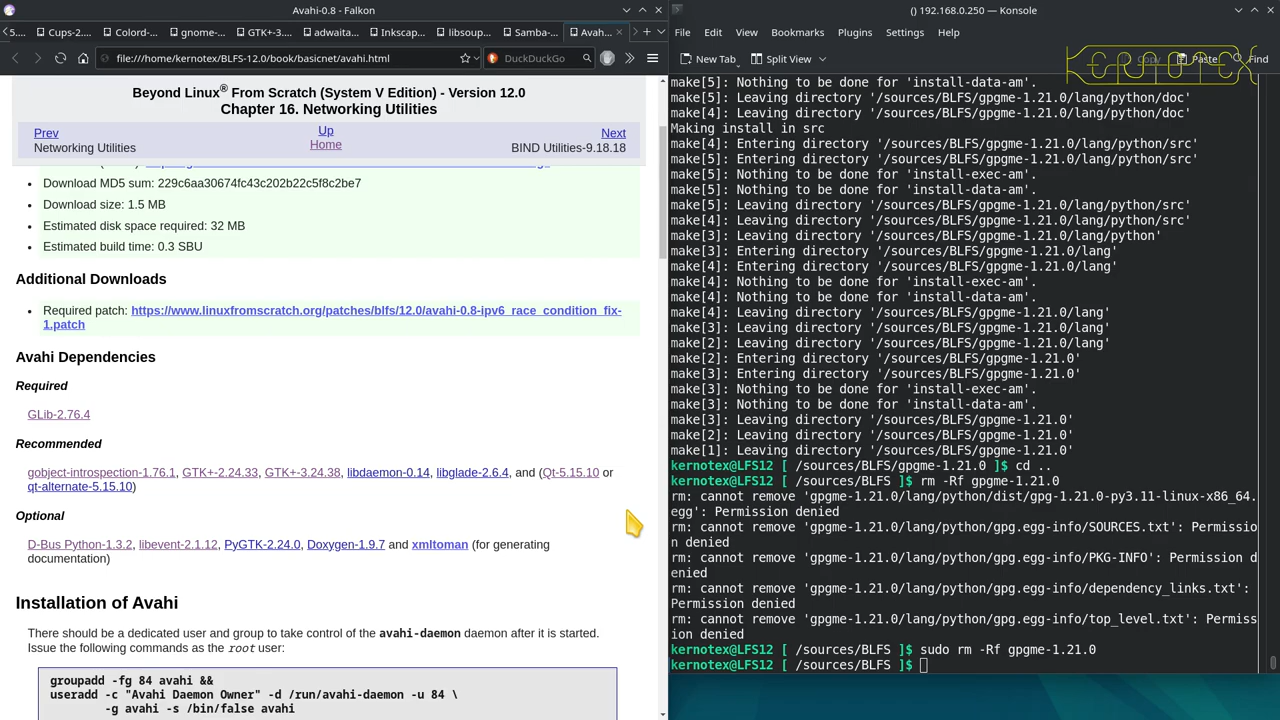 Avahi-0.8 - Falkon
5....
Cups-2....
Colord-...
gnome-...
GTK+-3....
adwaita...
Inkscap...
libsoup...
Samba-...
Avah...
file:///home/kernotex/BLFS-12.0/book/basicnet/avahi.html
DuckDuckGo
Beyond Linux® From Scratch (System V Edition) - Version 12.0
Chapter 16. Networking Utilities
Prev Up Next
Networking Utilities Home BIND Utilities-9.18.18
Download MD5 sum: 229c6aa30674fc43c202b22c5f8c2be7
Download size: 1.5 MB
Estimated disk space required: 32 MB
Estimated build time: 0.3 SBU
Additional Downloads
Required patch: https://www.linuxfromscratch.org/patches/blfs/12.0/avahi-0.8-ipv6_race_condition_fix-
1.patch
Avahi Dependencies
Required
GLib-2.76.4
Recommended
gobject-introspection-1.76.1, GTK+-2.24.33, GTK+-3.24.38, libdaemon-0.14, libglade-2.6.4, and (Qt-5.15.10 or
qt-alternate-5.15.10)
Optional
D-Bus Python-1.3.2, libevent-2.1.12, PyGTK-2.24.0, Doxygen-1.9.7 and xmltoman (for generating
documentation)
Installation of Avahi
There should be a dedicated user and group to take control of the avahi-daemon daemon after it is started.
Issue the following commands as the root user:
groupadd -fg 84 avahi &&
useradd -c "Avahi Daemon Owner" -d /run/avahi-daemon -u 84 \
-g avahi -s /bin/false avahi
() 192.168.0.250 — Konsole
File Edit View Bookmarks Plugins Settings Help
New Tab Split View Copy Paste Find
kernotex
make[5]: Nothing to be done for 'install-data-am'.
make[5]: Leaving directory '/sources/BLFS/gpgme-1.21.0/lang/python/doc'
make[4]: Leaving directory '/sources/BLFS/gpgme-1.21.0/lang/python/doc'
Making install in src
make[4]: Entering directory '/sources/BLFS/gpgme-1.21.0/lang/python/src'
make[5]: Entering directory '/sources/BLFS/gpgme-1.21.0/lang/python/src'
make[5]: Nothing to be done for 'install-exec-am'.
make[5]: Nothing to be done for 'install-data-am'.
make[5]: Leaving directory '/sources/BLFS/gpgme-1.21.0/lang/python/src'
make[4]: Leaving directory '/sources/BLFS/gpgme-1.21.0/lang/python/src'
make[3]: Leaving directory '/sources/BLFS/gpgme-1.21.0/lang/python'
make[3]: Entering directory '/sources/BLFS/gpgme-1.21.0/lang'
make[4]: Entering directory '/sources/BLFS/gpgme-1.21.0/lang'
make[4]: Nothing to be done for 'install-exec-am'.
make[4]: Nothing to be done for 'install-data-am'.
make[4]: Leaving directory '/sources/BLFS/gpgme-1.21.0/lang'
make[3]: Leaving directory '/sources/BLFS/gpgme-1.21.0/lang'
make[2]: Leaving directory '/sources/BLFS/gpgme-1.21.0/lang'
make[2]: Entering directory '/sources/BLFS/gpgme-1.21.0'
make[3]: Entering directory '/sources/BLFS/gpgme-1.21.0'
make[3]: Nothing to be done for 'install-exec-am'.
make[3]: Nothing to be done for 'install-data-am'.
make[3]: Leaving directory '/sources/BLFS/gpgme-1.21.0'
make[2]: Leaving directory '/sources/BLFS/gpgme-1.21.0'
make[1]: Leaving directory '/sources/BLFS/gpgme-1.21.0'
kernotex@LFS12 [ /sources/BLFS/gpgme-1.21.0 ]$ cd ..
kernotex@LFS12 [ /sources/BLFS ]$ rm -Rf gpgme-1.21.0
rm: cannot remove 'gpgme-1.21.0/lang/python/dist/gpg-1.21.0-py3.11-linux-x86_64.
egg': Permission denied
rm: cannot remove 'gpgme-1.21.0/lang/python/gpg.egg-info/SOURCES.txt': Permissio
n denied
rm: cannot remove 'gpgme-1.21.0/lang/python/gpg.egg-info/PKG-INFO': Permission d
enied
rm: cannot remove 'gpgme-1.21.0/lang/python/gpg.egg-info/dependency_links.txt':
Permission denied
rm: cannot remove 'gpgme-1.21.0/lang/python/gpg.egg-info/top_level.txt': Permiss
ion denied
kernotex@LFS12 [ /sources/BLFS ]$ sudo rm -Rf gpgme-1.21.0
kernotex@LFS12 [ /sources/BLFS ]$